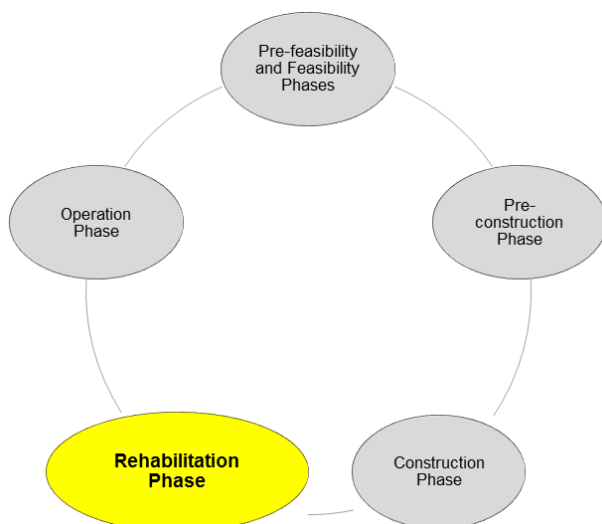 Pre-feasibility
and Feasibility
Phases
Pre-
construction
Phase
Construction
Phase
Rehabilitation
Phase
Operation
Phase